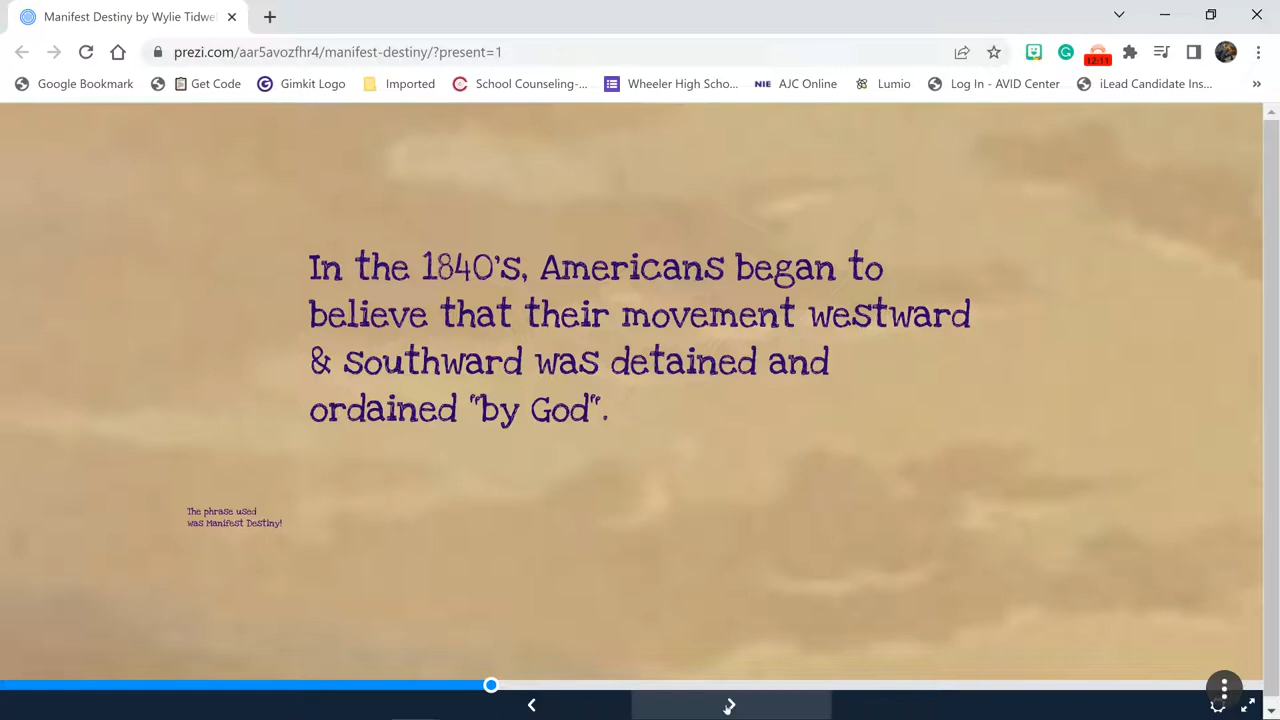 Manifest Destiny by Wylie Tidwel
prezi.com/aar5avozfhr4/manifest-destiny/?present=1
12:11
Google Bookmark Get Code Gimkit Logo Imported School Counseling-... Wheeler High Scho... NIE AJC Online Lumio Log In - AVID Center iLead Candidate Ins...
In the 1840's, Americans began to
believe that their movement westward
& southward was detained and
ordained "by God".
The phrase used
was Manifest Destiny!